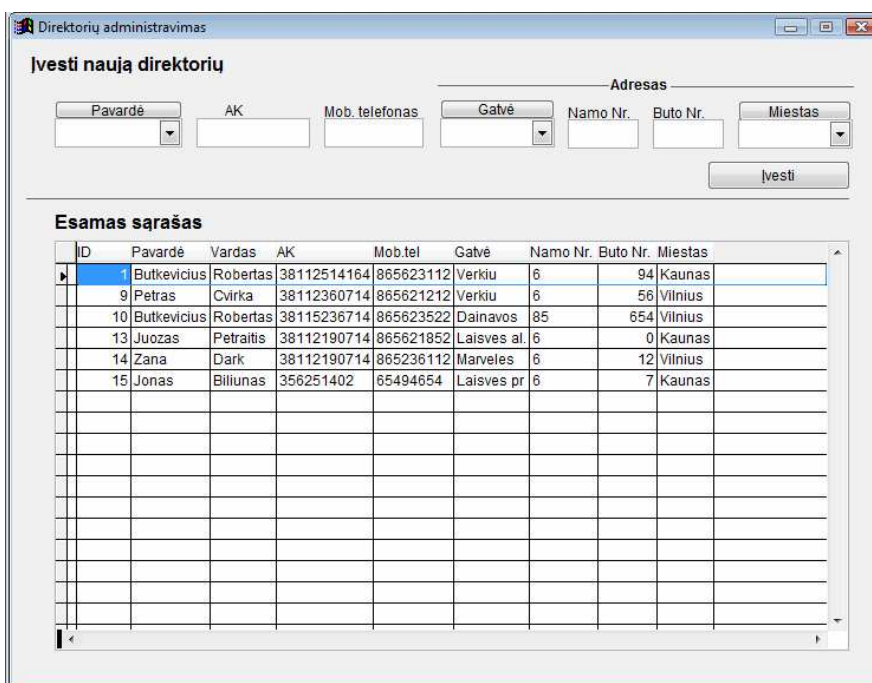 Direktorių administravimas
Įvesti naują direktorių
Adresas
Pavardė AK Mob. telefonas Gatvė Namo Nr. Buto Nr. Miestas
Įvesti
Esamas sąrašas
ID Pavardė Vardas AK Mob.tel Gatvė Namo Nr. Buto Nr. Miestas
1 Butkevicius Robertas 38112514164 865623112 Verkiu 6 94 Kaunas
9 Petras Cvirka 38112360714 865621212 Verkiu 6 56 Vilnius
10 Butkevicius Robertas 38115236714 865623522 Dainavos 85 654 Vilnius
13 Juozas Petraitis 38112190714 865621852 Laisves al. 6 0 Kaunas
14 Zana Dark 38112190714 865236112 Marveles 6 12 Vilnius
15 Jonas Biliunas 356251402 65494654 Laisves pr 6 7 Kaunas